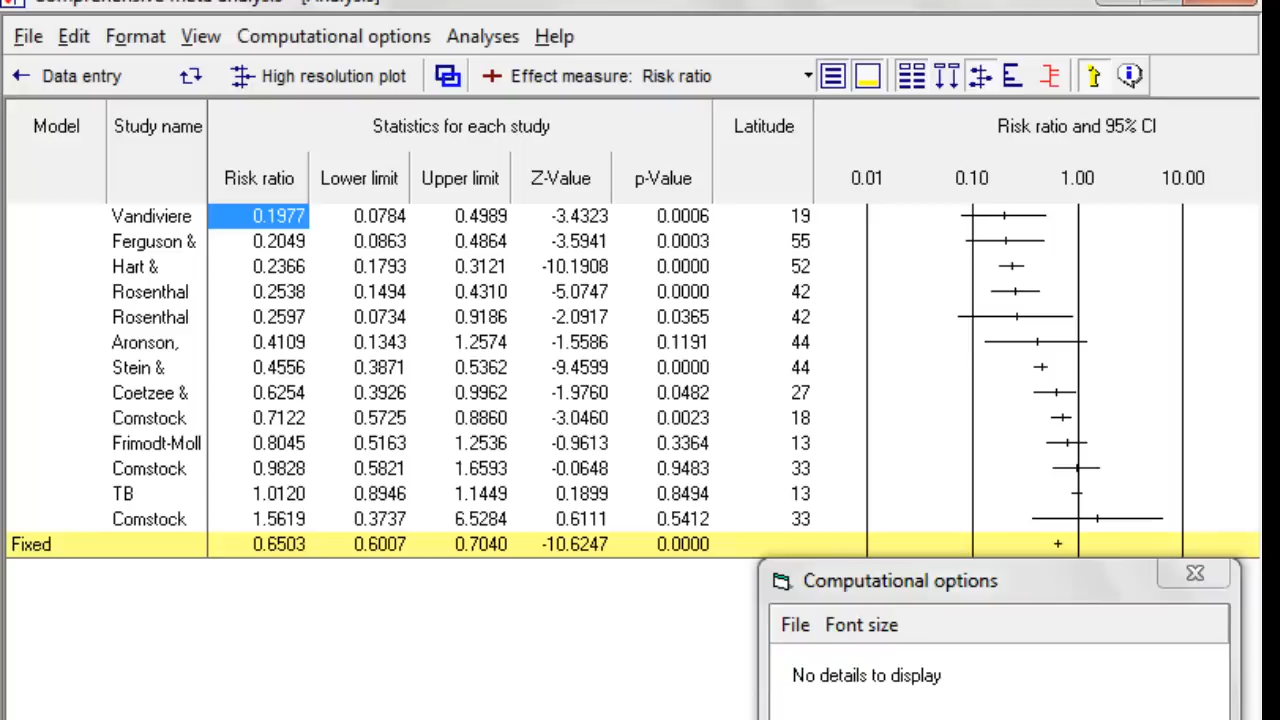 Comprehensive meta analysis - [Analysis]
File Edit Format View Computational options Analyses Help
Data entry High resolution plot Effect measure: Risk ratio
Model Study name Statistics for each study Latitude Risk ratio and 95% CI
Risk ratio Lower limit Upper limit Z-Value p-Value 0.01 0.10 1.00 10.00
Vandiviere 0.1977 0.0784 0.4989 -3.4323 0.0006 19
Ferguson & 0.2049 0.0863 0.4864 -3.5941 0.0003 55
Hart & 0.2366 0.1793 0.3121 -10.1908 0.0000 52
Rosenthal 0.2538 0.1494 0.4310 -5.0747 0.0000 42
Rosenthal 0.2597 0.0734 0.9186 -2.0917 0.0365 42
Aronson, 0.4109 0.1343 1.2574 -1.5586 0.1191 44
Stein & 0.4556 0.3871 0.5362 -9.4599 0.0000 44
Coetzee & 0.6254 0.3926 0.9962 -1.9760 0.0482 27
Comstock 0.7122 0.5725 0.8860 -3.0460 0.0023 18
Frimodt-Moll 0.8045 0.5163 1.2536 -0.9613 0.3364 13
Comstock 0.9828 0.5821 1.6593 -0.0648 0.9483 33
TB 1.0120 0.8946 1.1449 0.1899 0.8494 13
Comstock 1.5619 0.3737 6.5284 0.6111 0.5412 33
Fixed 0.6503 0.6007 0.7040 -10.6247 0.0000
Computational options
File Font size
No details to display